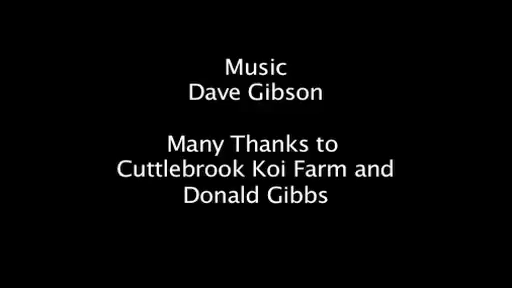 Music
Dave Gibson
Many Thanks to
Cuttlebrook Koi Farm and
Donald Gibbs